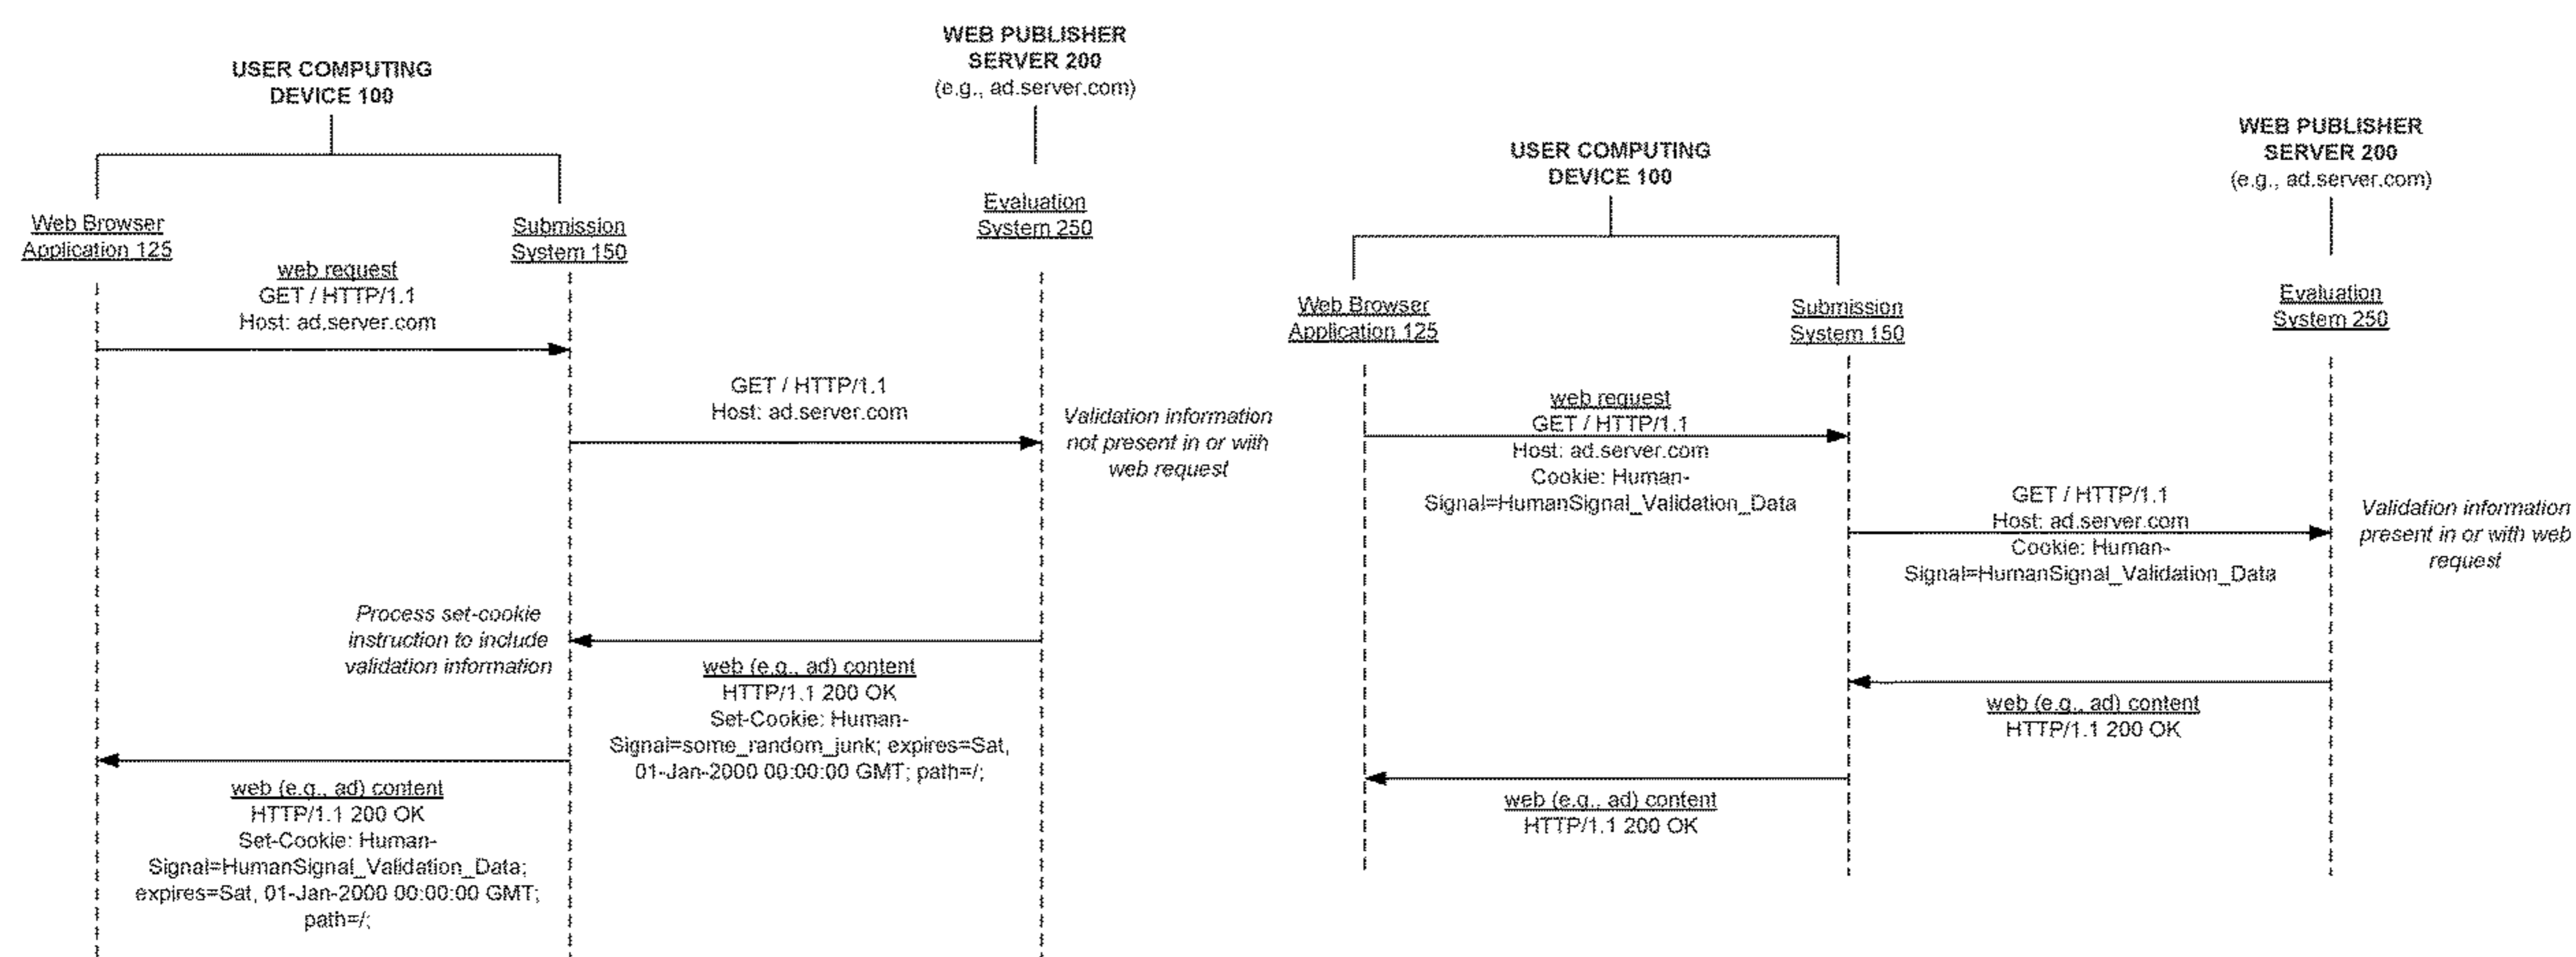 USER COMPUTING
DEVICE 100
WEB PUBLISHER
SERVER 200
(e.g., ad.server.com)
Web Browser
Application 125
Submission
System 150
Evaluation
System 250
web request
GET / HTTP/1.1
Host: ad.server.com
GET / HTTP/1.1
Host: ad.server.com
Validation information
not present in or with
web request
Process set-cookie
instruction to include
validation information
web (e.g., ad) content
HTTP/1.1 200 OK
Set-Cookie: Human-
Signal=some_random_junk; expires=Sat,
01-Jan-2000 00:00:00 GMT; path=/;
web (e.g., ad) content
HTTP/1.1 200 OK
Set-Cookie: Human-
Signal=HumanSignal_Validation_Data;
expires=Sat, 01-Jan-2000 00:00:00 GMT;
path=/;
USER COMPUTING
DEVICE 100
WEB PUBLISHER
SERVER 200
(e.g., ad.server.com)
Web Browser
Application 125
Submission
System 150
Evaluation
System 250
web request
GET / HTTP/1.1
Host: ad.server.com
Cookie: Human-
Signal=HumanSignal_Validation_Data
GET / HTTP/1.1
Host: ad.server.com
Cookie: Human-
Signal=HumanSignal_Validation_Data
Validation information
present in or with web
request
web (e.g., ad) content
HTTP/1.1 200 OK
web (e.g., ad) content
HTTP/1.1 200 OK